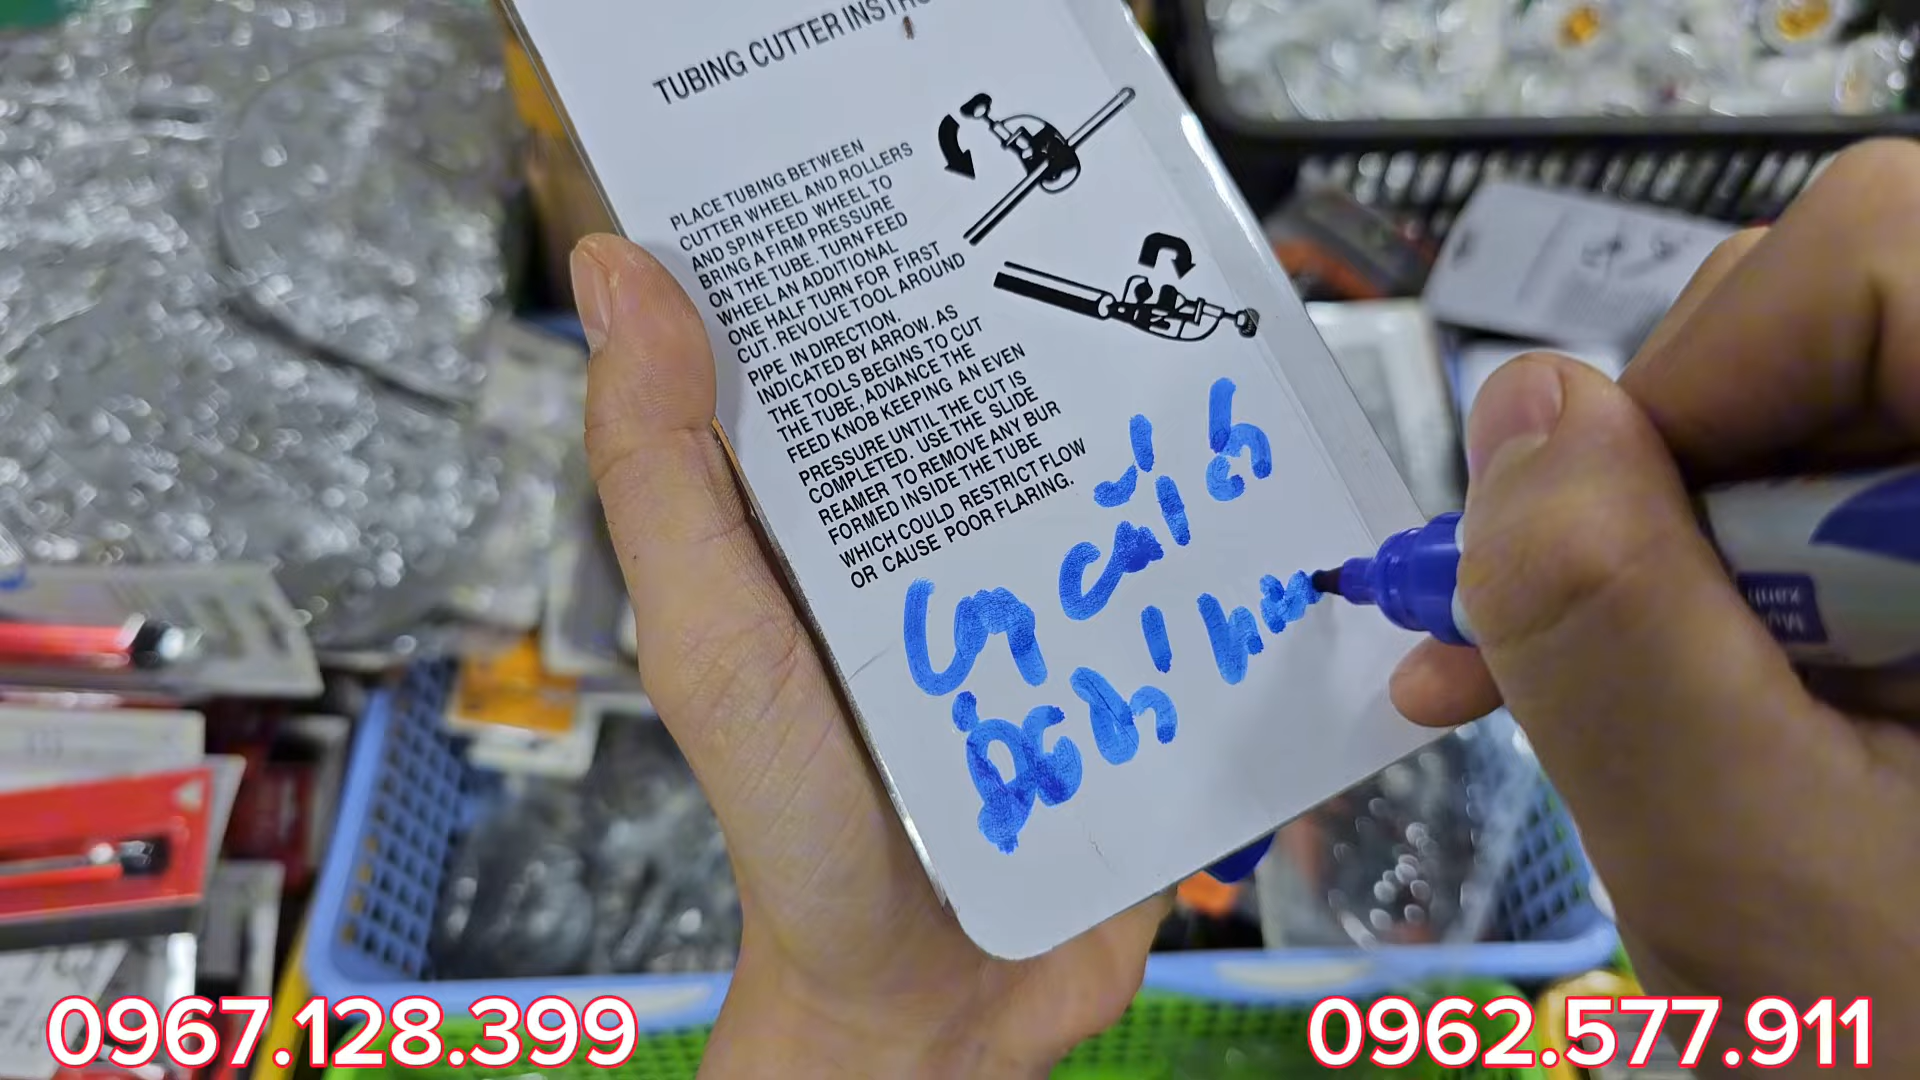 TUBING CUTTER
PLACE TUBING BETWEEN
CUTTER WHEEL AND ROLLERS
AND SPIN FEED WHEEL TO
BRING A FIRM PRESSURE
ON THE TUBE. TURN FEED
WHEEL AN ADDITIONAL
ONE HALF TURN FOR FIRST
CUT. REVOLVE TOOL AROUND
PIPE IN DIRECTION,
INDICATED BY ARROW. AS
THE TOOLS BEGINS TO CUT
THE TUBE, ADVANCE THE
FEED KNOB KEEPING AN EVEN
PRESSURE UNTIL THE CUT IS
COMPLETED. USE THE SLIDE
REAMER TO REMOVE ANY BUR
FORMED INSIDE THE TUBE
WHICH COULD RESTRICT FLOW
OR CAUSE POOR FLARING.
0967.128.399
0962.577.911